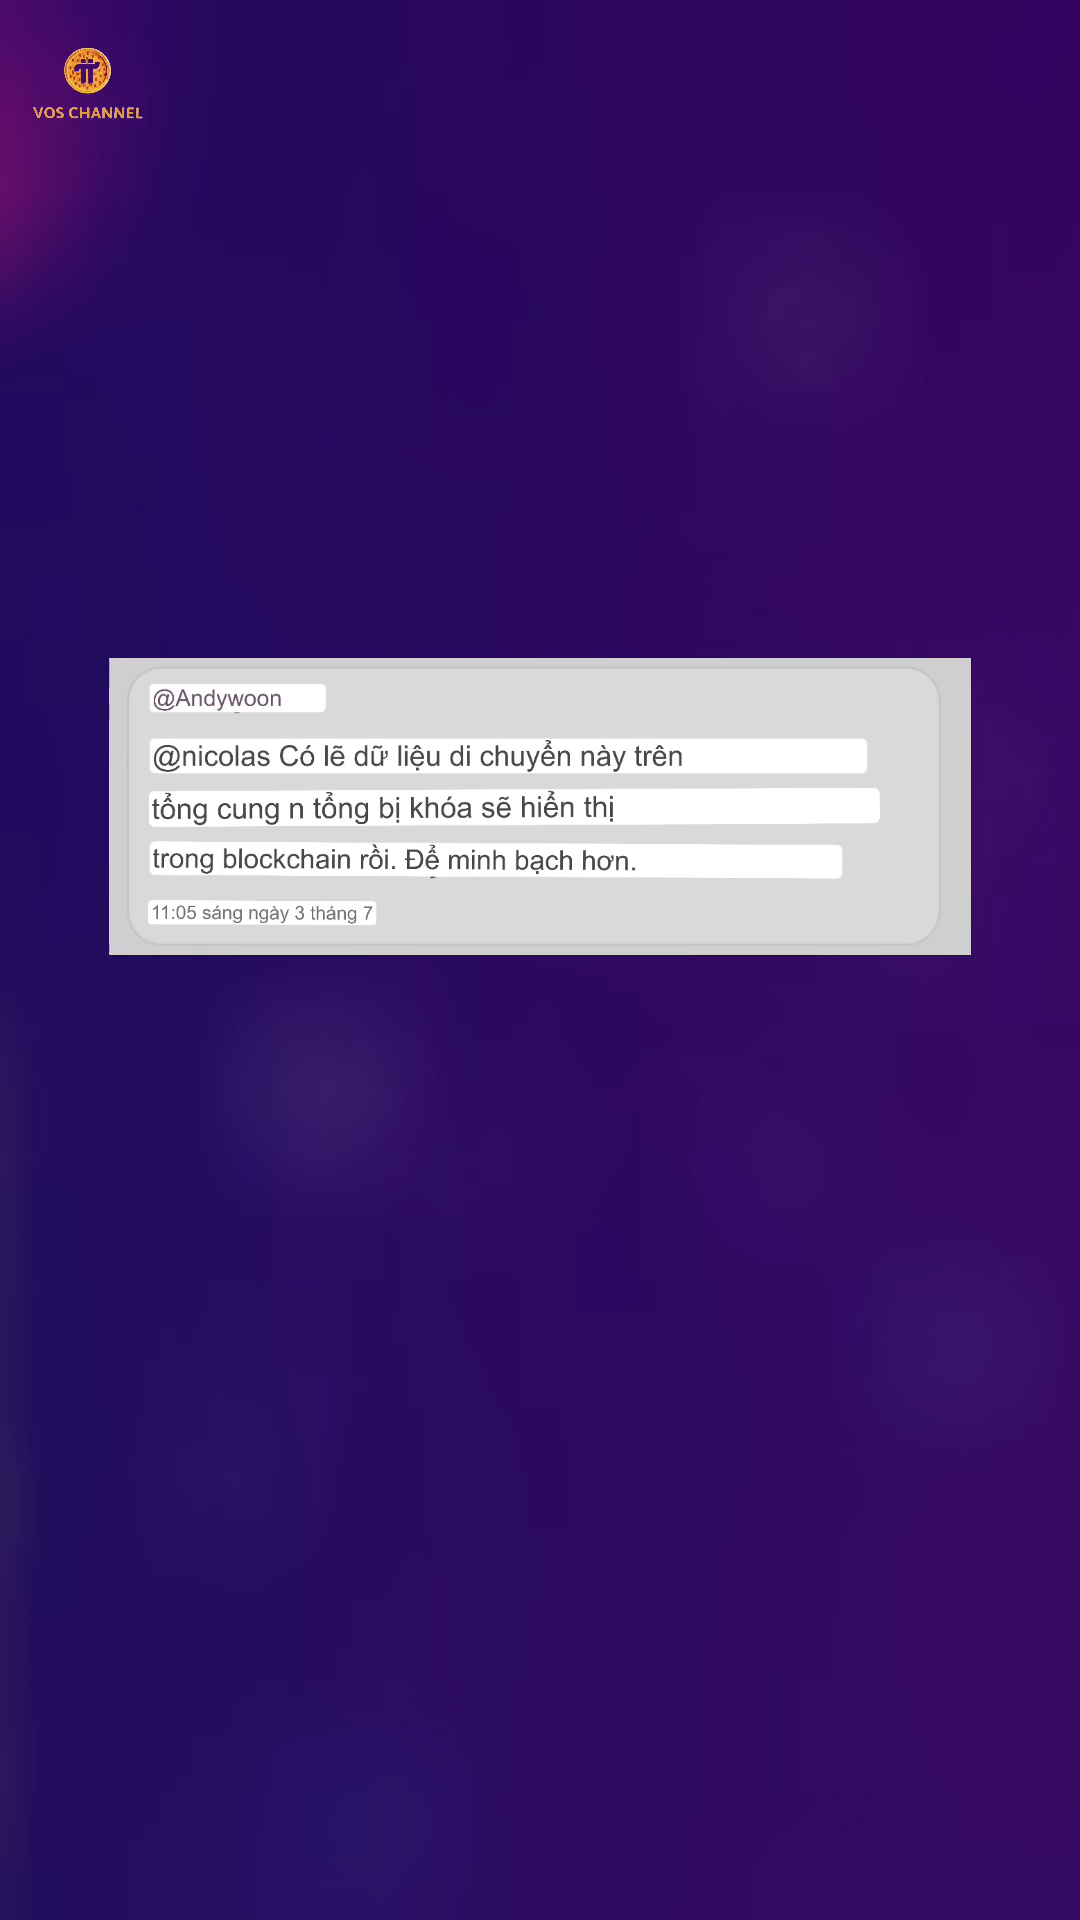 VOS CHANNEL
@Andywoon
@nicolas Có lẽ dữ liệu di chuyển này trên
tổng cung n tổng bị khóa sẽ hiển thị
trong blockchain rồi. Để minh bạch hơn.
11:05 sáng ngày 3 tháng 7